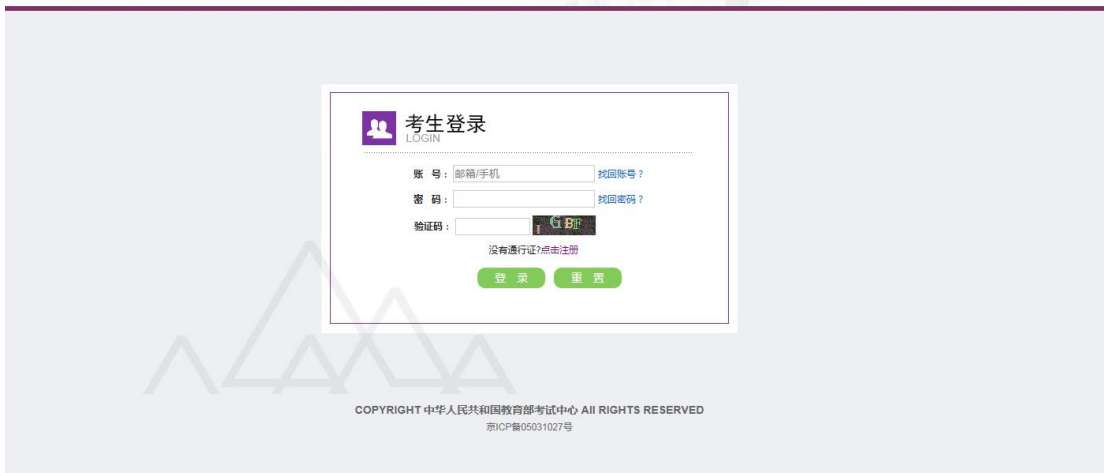 考生登录
LOGIN
账 号：邮箱/手机 找回账号？
密 码： 找回密码？
验证码： I GBF
没有通行证?点击注册
登 录 重 置
COPYRIGHT 中华人民共和国教育部考试中心 All RIGHTS RESERVED
京ICP备05031027号